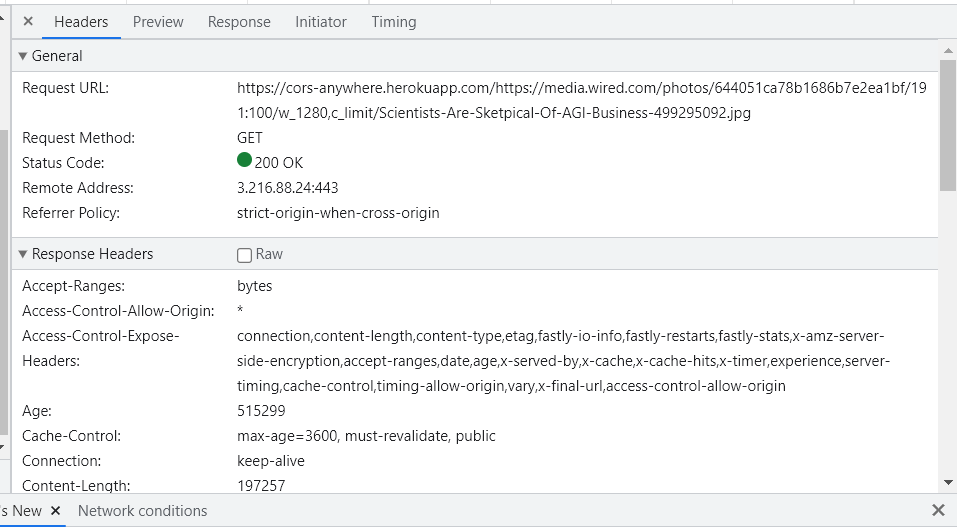 × Headers Preview Response Initiator Timing
▼ General
Request URL: https://cors-anywhere.herokuapp.com/https://media.wired.com/photos/644051ca78b1686b7e2ea1bf/19
1:100/w_1280,c_limit/Scientists-Are-Sketpical-Of-AGI-Business-499295092.jpg
Request Method: GET
Status Code: 200 OK
Remote Address: 3.216.88.24:443
Referrer Policy: strict-origin-when-cross-origin
▼ Response Headers Raw
Accept-Ranges: bytes
Access-Control-Allow-Origin: *
Access-Control-Expose- connection,content-length,content-type,etag,fastly-io-info,fastly-restarts,fastly-stats,x-amz-server-
Headers: side-encryption,accept-ranges,date,age,x-served-by,x-cache,x-cache-hits,x-timer,experience,server-
timing,cache-control,timing-allow-origin,vary,x-final-url,access-control-allow-origin
Age: 515299
Cache-Control: max-age=3600, must-revalidate, public
Connection: keep-alive
Content-Length: 197257
's New × Network conditions ×